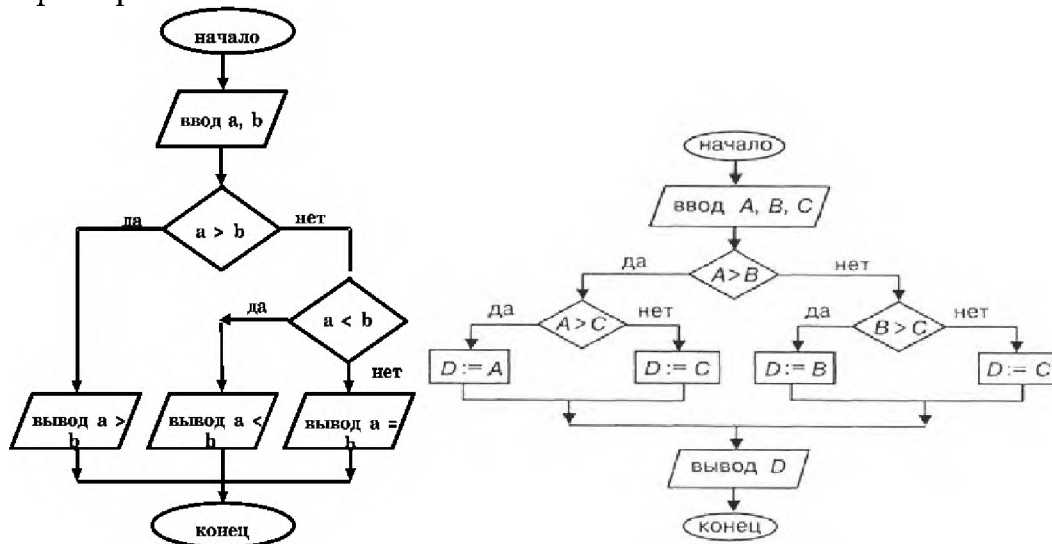 начало
ввод a, b
да
a > b
нет
да
a < b
нет
вывод a >
b
вывод a <
b
вывод a =
b
конец
начало
ввод A, B, C
да
A>B
нет
да
A>C
нет
да
B>C
нет
D:= A
D:= C
D:= B
D:= C
вывод D
конец